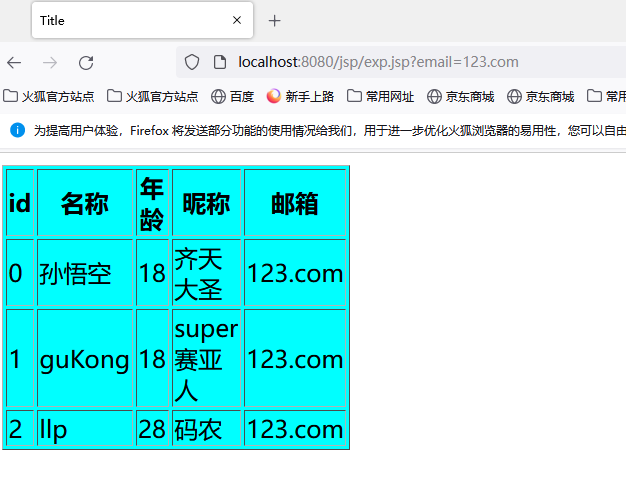 Title
localhost:8080/jsp/exp.jsp?email=123.com
火狐官方站点 火狐官方站点 百度 新手上路 常用网址 京东商城 京东商城 常用
为提高用户体验，Firefox 将发送部分功能的使用情况给我们，用于进一步优化火狐浏览器的易用性，您可以自由
id 名称 年龄 昵称 邮箱
0 孙悟空 18 齐天大圣 123.com
1 guKong 18 super赛亚人 123.com
2 llp 28 码农 123.com